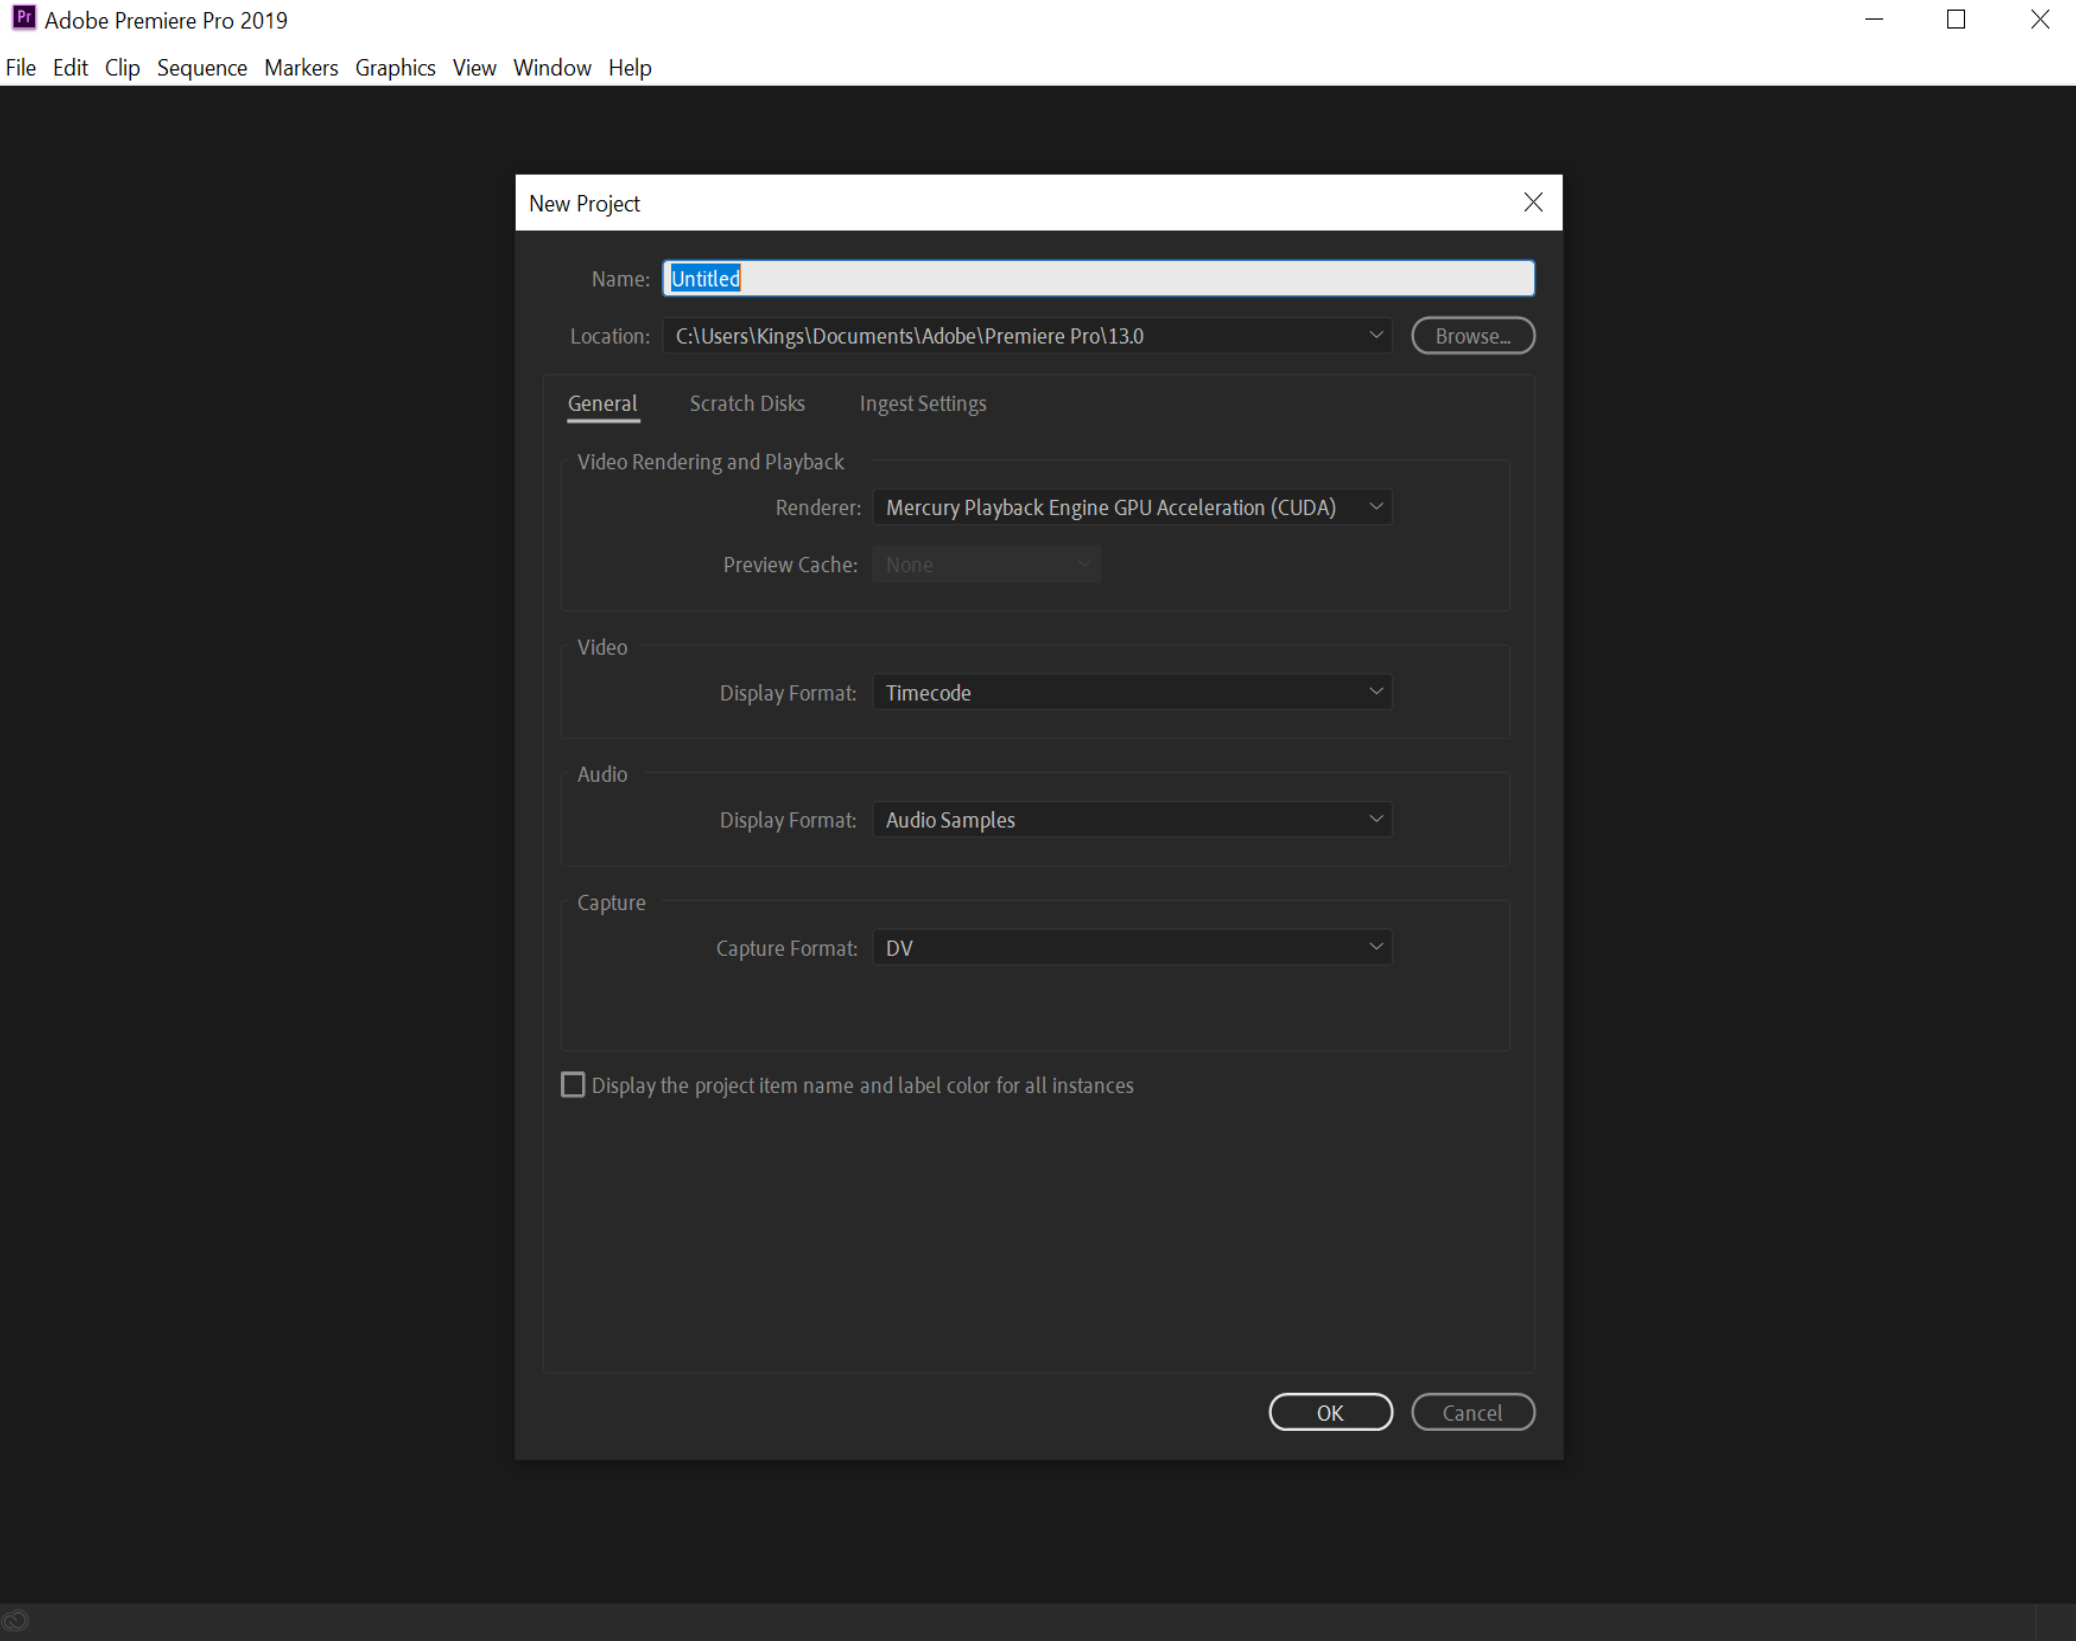 Pr Adobe Premiere Pro 2019
File Edit Clip Sequence Markers Graphics View Window Help
New Project
Name: Untitled
Location: C:\Users\Kings\Documents\Adobe\Premiere Pro\13.0 Browse...
General Scratch Disks Ingest Settings
Video Rendering and Playback
Renderer: Mercury Playback Engine GPU Acceleration (CUDA)
Preview Cache: None
Video
Display Format: Timecode
Audio
Display Format: Audio Samples
Capture
Capture Format: DV
Display the project item name and label color for all instances
OK Cancel